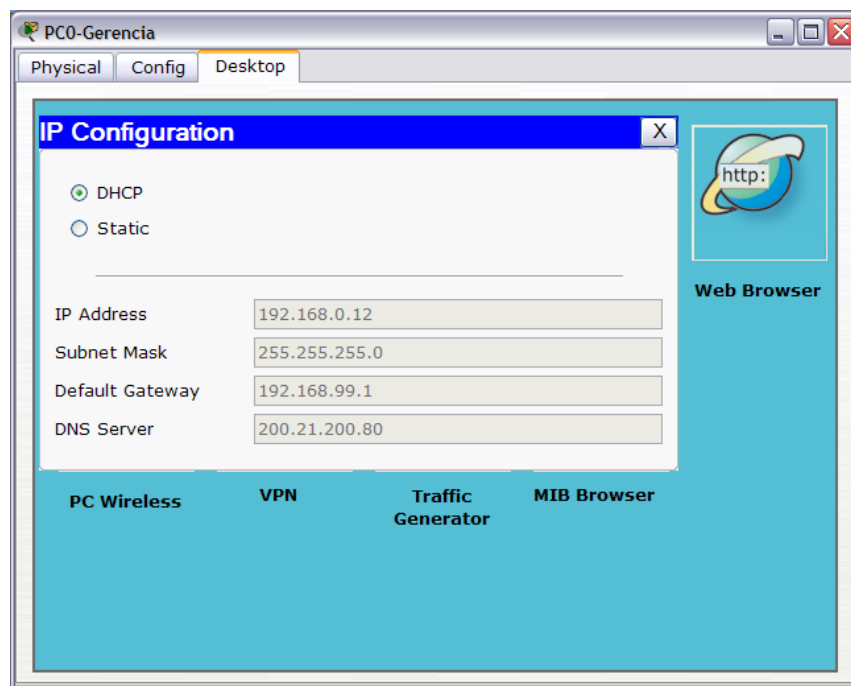 PC0-Gerencia
Physical Config Desktop
IP Configuration X
http:
DHCP
Static
Web Browser
IP Address 192.168.0.12
Subnet Mask 255.255.255.0
Default Gateway 192.168.99.1
DNS Server 200.21.200.80
PC Wireless VPN Traffic Generator MIB Browser